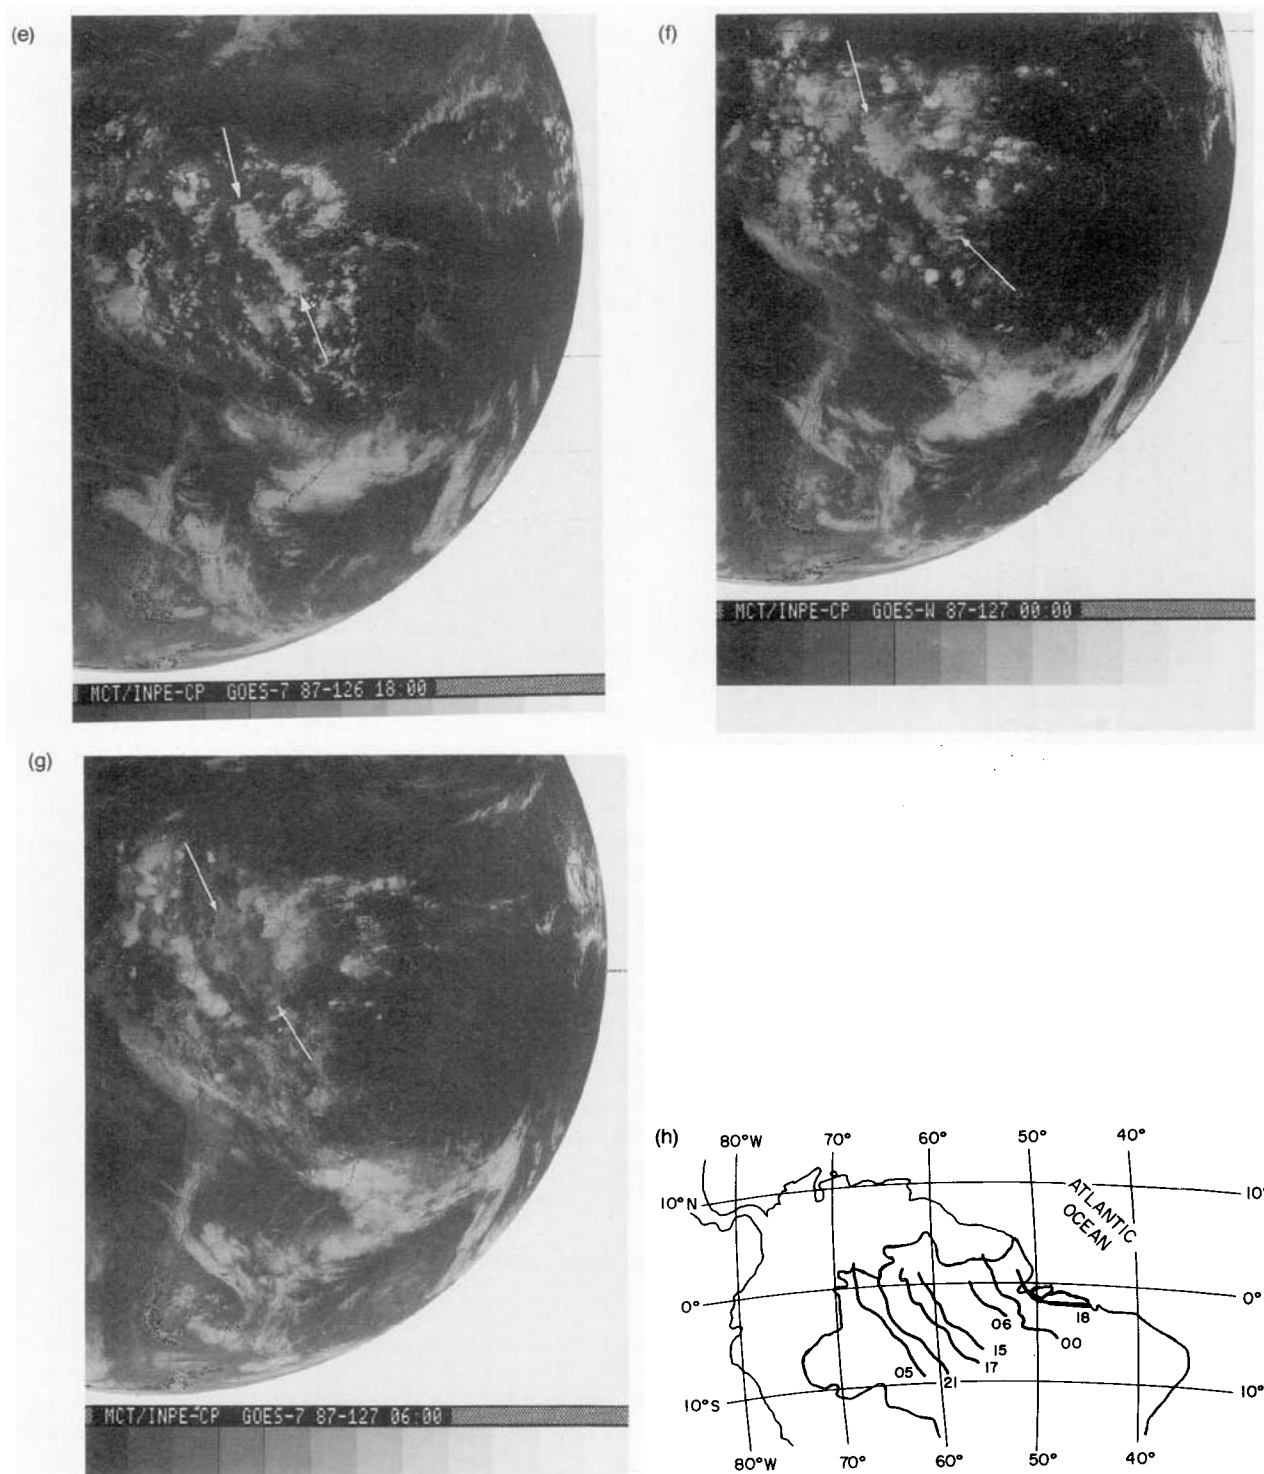 (e)
MCT/INPE-CP GOES-7 87-126 18:00
(f)
MCT/INPE-CP GOES-W 87-127 00:00
(g)
MCT/INPE-CP GOES-7 87-127 06:00
(h)
80°W 70° 60° 50° 40°
10°N 10°
ATLANTIC
OCEAN
0° 0°
18
06
00
15
17
05
21
10°S 10°
80°W 70° 60° 50° 40°